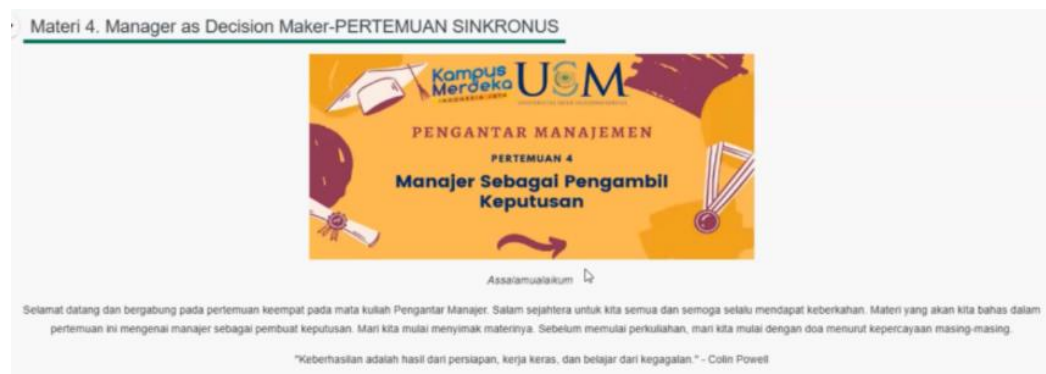 Materi 4. Manager as Decision Maker-PERTEMUAN SINKRONUS
Kampus
Merdeka
INDONESIA JAYA
USM
PENGANTAR MANAJEMEN
PERTEMUAN 4
Manajer Sebagai Pengambil
Keputusan
Assalamualaikum
Selamat datang dan bergabung pada pertemuan keempat pada mata kuliah Pengantar Manajer. Salam sejahtera untuk kita semua dan semoga selalu mendapat keberkahan. Materi yang akan kita bahas dalam
pertemuan ini mengenai manajer sebagai pembuat keputusan. Mari kita mulai menyimak materinya. Sebelum memulai perkuliahan, mari kita mulai dengan doa menurut kepercayaan masing-masing.
"Keberhasilan adalah hasil dari persiapan, kerja keras, dan belajar dari kegagalan." - Colin Powell